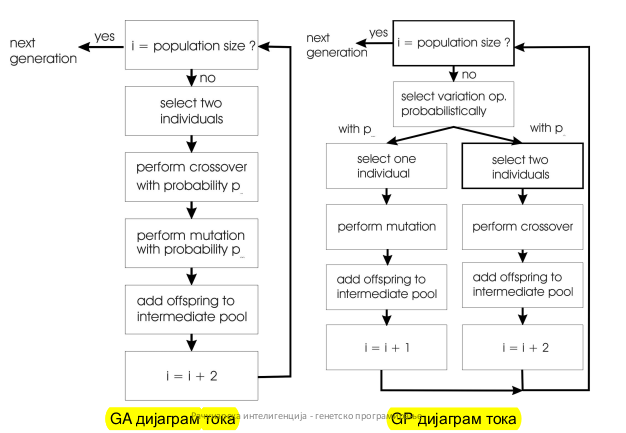 yes
next
generation
i = population size ?
no
select two
individuals
perform crossover
with probability p_
perform mutation
with probability p_
add offspring to
intermediate pool
i = i + 2
GA дијаграм тока
yes
next
generation
i = population size ?
no
select variation op.
probabilistically
with p_
with p_
select one
individual
perform mutation
add offspring to
intermediate pool
i = i + 1
select two
individuals
perform crossover
add offspring to
intermediate pool
i = i + 2
интелигенција - генетско
GP дијаграм тока